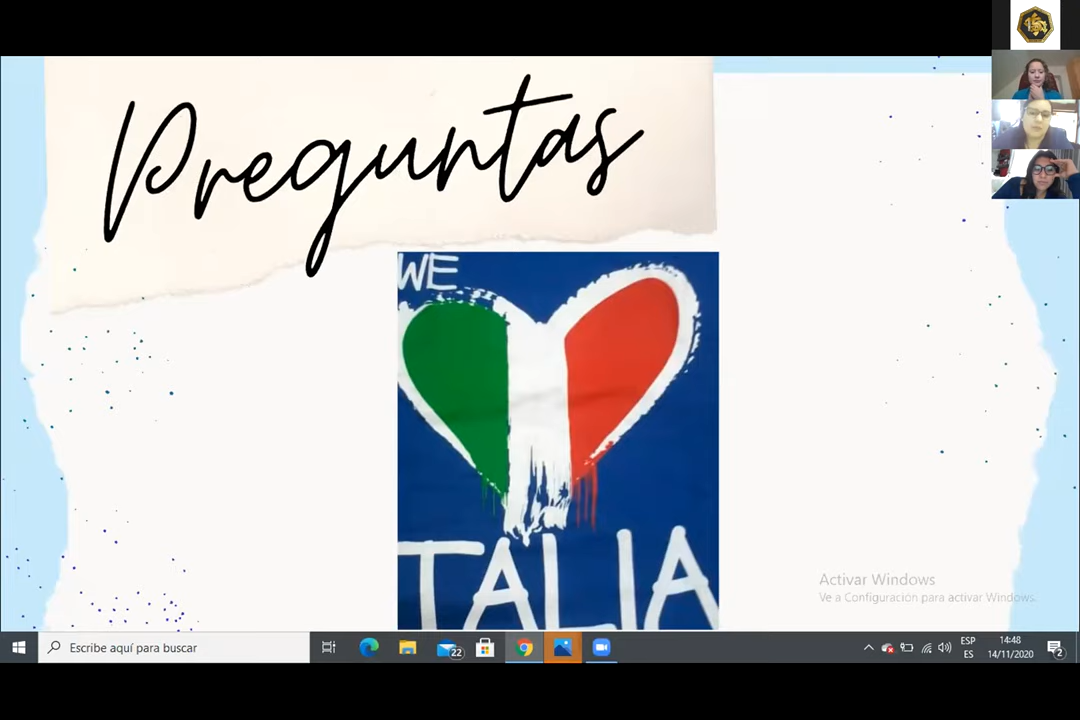 Preguntas
WE
TALIA
Activar Windows
Ve a Configuración para activar Windows.
Escribe aquí para buscar
22
ESP
ES
14:48
14/11/2020
2